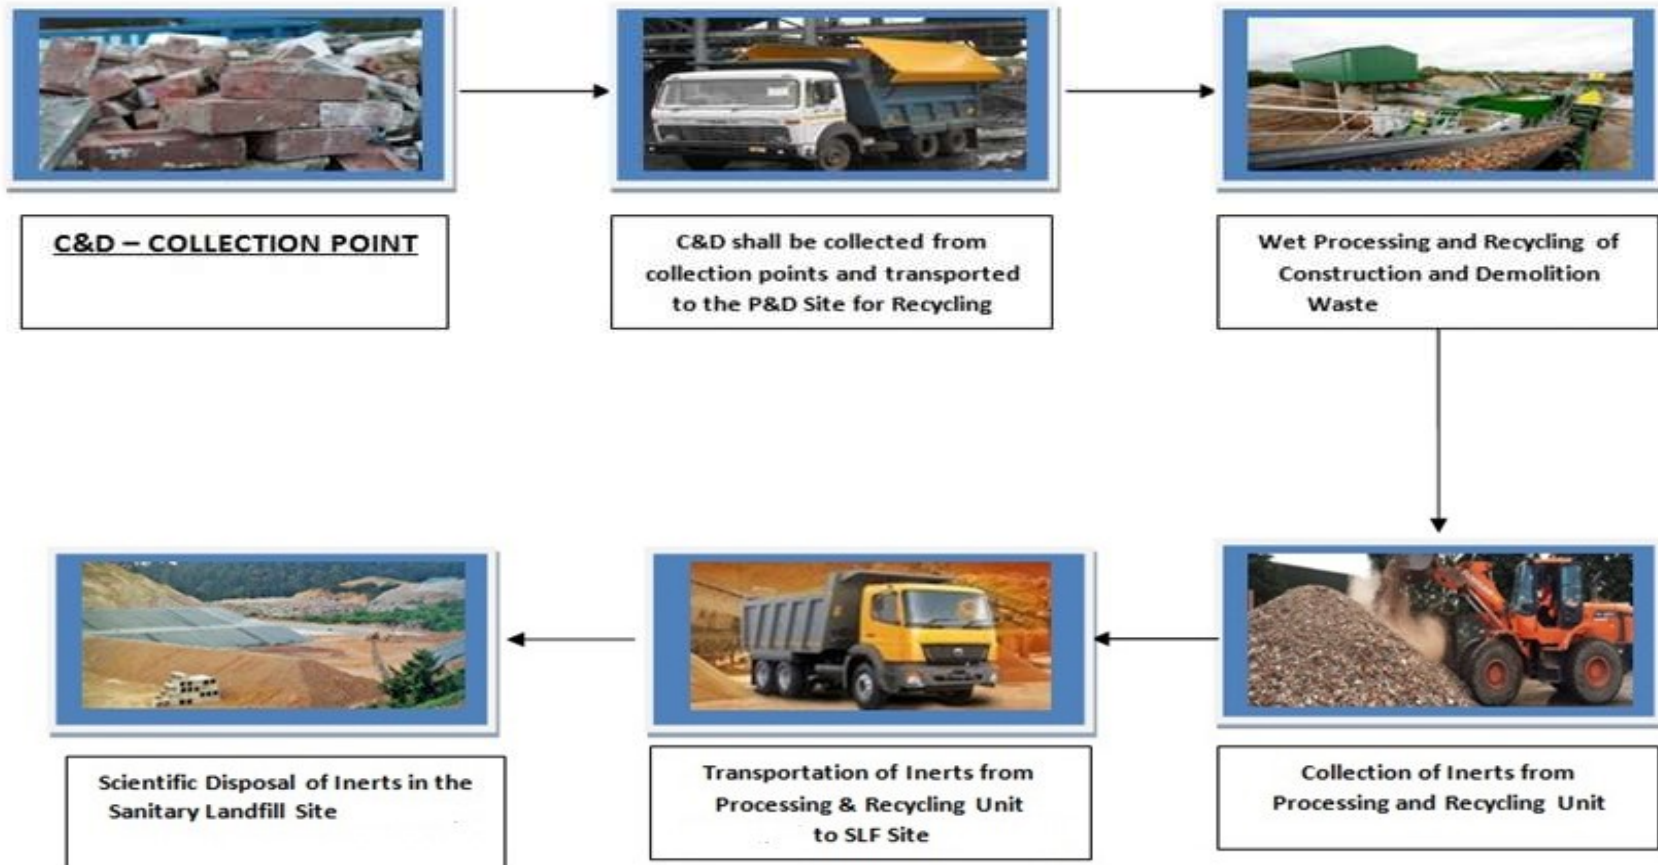 C&D – COLLECTION POINT
C&D shall be collected from
collection points and transported
to the P&D Site for Recycling
Wet Processing and Recycling of
Construction and Demolition
Waste
Collection of Inerts from
Processing and Recycling Unit
Transportation of Inerts from
Processing & Recycling Unit
to SLF Site
Scientific Disposal of Inerts in the
Sanitary Landfill Site